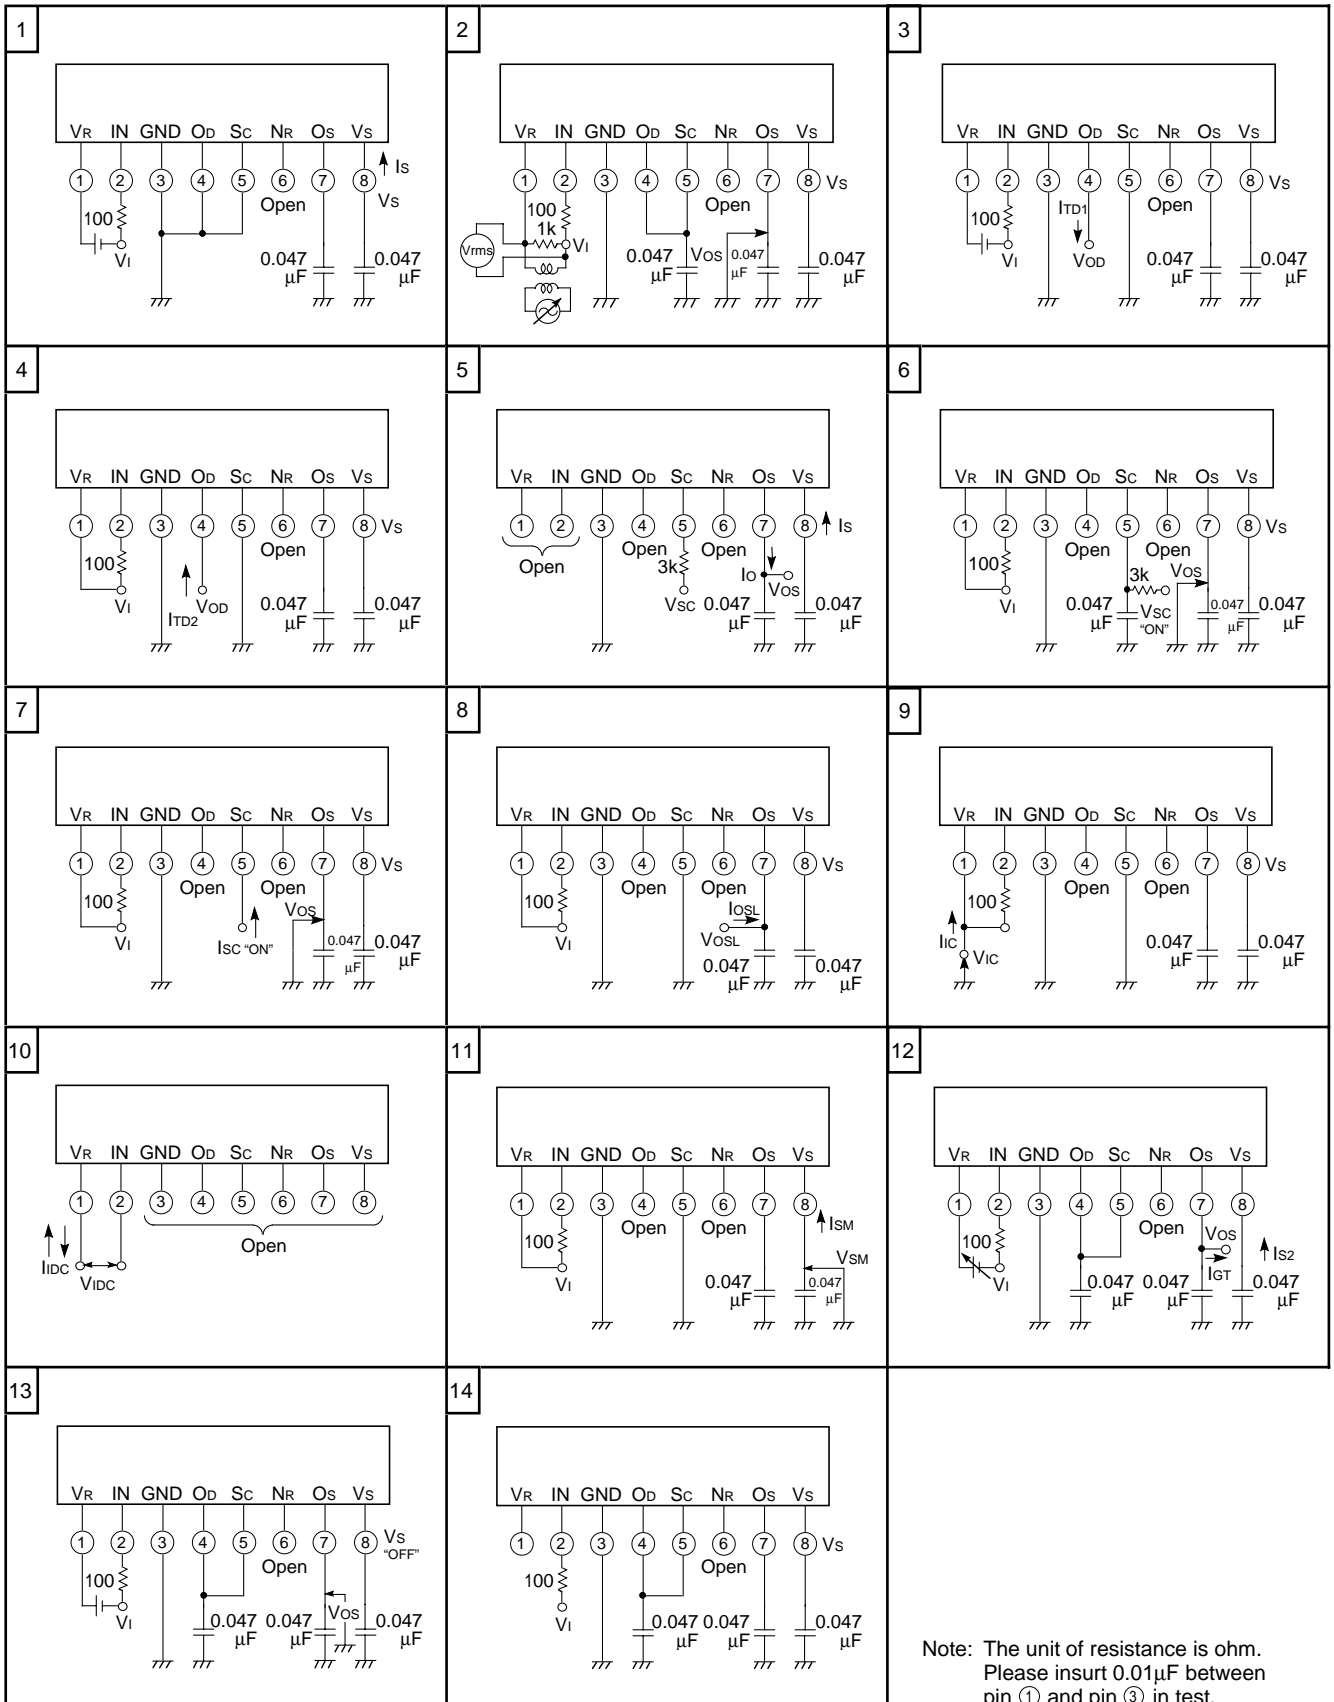 1
VR IN GND OD SC NR OS VS
1 2 3 4 5 6 7 8
IS
VS
Open
100
VI
0.047 μF
0.047 μF
2
VR IN GND OD SC NR OS VS
1 2 3 4 5 6 7 8 VS
Open
100
1k
Vrms
VI
0.047 μF
VOS
0.047 μF
0.047 μF
3
VR IN GND OD SC NR OS VS
1 2 3 4 5 6 7 8 VS
ITD1
Open
100
VI
VOD
0.047 μF
0.047 μF
4
VR IN GND OD SC NR OS VS
1 2 3 4 5 6 7 8 VS
Open
100
VI
ITD2
VOD
0.047 μF
0.047 μF
5
VR IN GND OD SC NR OS VS
1 2 3 4 5 6 7 8 IS
Open
Open
Open
3k
IO
VOS
VSC
0.047 μF
0.047 μF
6
VR IN GND OD SC NR OS VS
1 2 3 4 5 6 7 8 VS
Open
Open
100
3k
VOS
VI
0.047 μF
VSC
“ON”
0.047 μF
0.047 μF
7
VR IN GND OD SC NR OS VS
1 2 3 4 5 6 7 8 VS
Open
Open
100
VOS
VI
ISC “ON”
0.047 μF
0.047 μF
8
VR IN GND OD SC NR OS VS
1 2 3 4 5 6 7 8 VS
Open
Open
100
IOSL
VI
VOSL
0.047 μF
0.047 μF
9
VR IN GND OD SC NR OS VS
1 2 3 4 5 6 7 8 VS
Open
Open
100
IIC
VI
VIC
0.047 μF
0.047 μF
10
VR IN GND OD SC NR OS VS
1 2 3 4 5 6 7 8
Open
IIDC
VIDC
11
VR IN GND OD SC NR OS VS
1 2 3 4 5 6 7 8
ISM
Open
Open
100
VSM
VI
0.047 μF
0.047 μF
12
VR IN GND OD SC NR OS VS
1 2 3 4 5 6 7 8
Open
100
VOS
IS2
IGT
VI
0.047 μF
0.047 μF
0.047 μF
13
VR IN GND OD SC NR OS VS
1 2 3 4 5 6 7 8 VS
“OFF”
Open
100
VI
0.047 μF
0.047 μF
VOS
0.047 μF
14
VR IN GND OD SC NR OS VS
1 2 3 4 5 6 7 8 VS
Open
100
VI
0.047 μF
0.047 μF
0.047 μF
Note: The unit of resistance is ohm.
Please insurt 0.01μF between
pin ① and pin ③ in test.